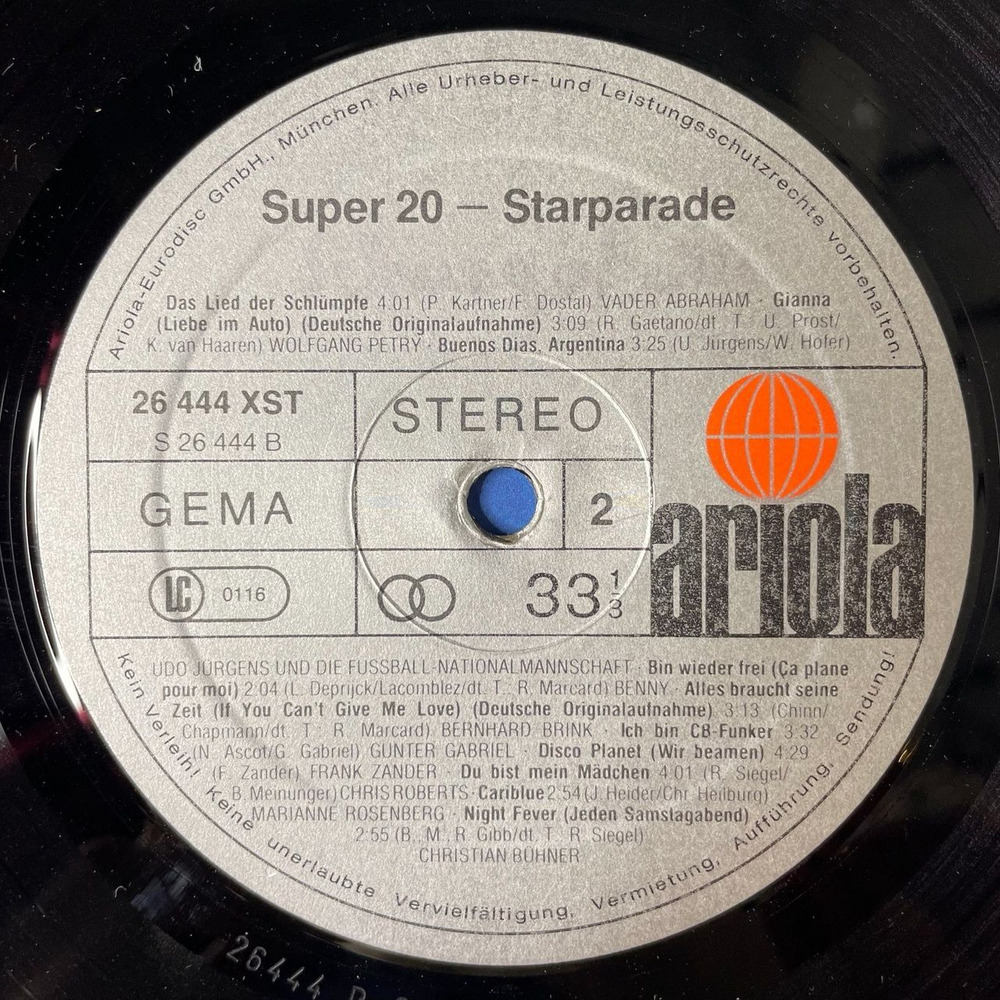 Ariola-Eurodisc GmbH., München. Alle Urheber- und Leistungsschutzrechte vorbehalten.
Super 20 — Starparade
Das Lied der Schlümpfe 4:01 (P. Kartner/F. Dostal) VADER ABRAHAM · Gianna
(Liebe im Auto) (Deutsche Originalaufnahme) 3:09 (R. Gaetano/dt. T.: U. Prost/
K. van Haaren) WOLFGANG PETRY · Buenos Dias, Argentina 3:25 (U. Jürgens/W. Hofer)
26 444 XST
S 26 444 B
STEREO
GEMA
2
LC 0116
33 1/3
ariola
UDO JÜRGENS UND DIE FUSSBALL-NATIONALMANNSCHAFT · Bin wieder frei (Ça plane
pour moi) 2:04 (L. Deprijck/Lacomblez/dt. T.: R. Marcard) BENNY · Alles braucht seine
Zeit (If You Can't Give Me Love) (Deutsche Originalaufnahme) 3:13 (Chinn/
Chapmann/dt. T.: R. Marcard) BERNHARD BRINK · Ich bin CB-Funker 3:32
(N. Ascot/G. Gabriel) GUNTER GABRIEL · Disco Planet (Wir beamen) 4:29
(F. Zander) FRANK ZANDER · Du bist mein Mädchen 4:01 (R. Siegel/
B. Meinunger) CHRIS ROBERTS · Cariblue 2:54 (J. Heider/Chr. Heilburg)
MARIANNE ROSENBERG · Night Fever (Jeden Samstagabend)
2:55 (B., M., R. Gibb/dt. T.: R. Siegel)
CHRISTIAN BÜHNER
Kein Verleih! Keine unerlaubte Vervielfältigung, Vermietung, Aufführung, Sendung!
26444